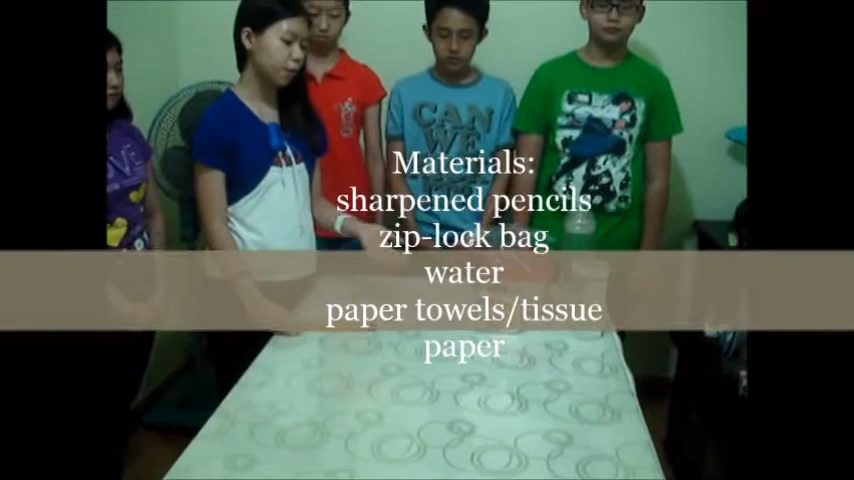 CAN
WE
Materials:
sharpened pencils
zip-lock bag
water
paper towels/tissue
paper